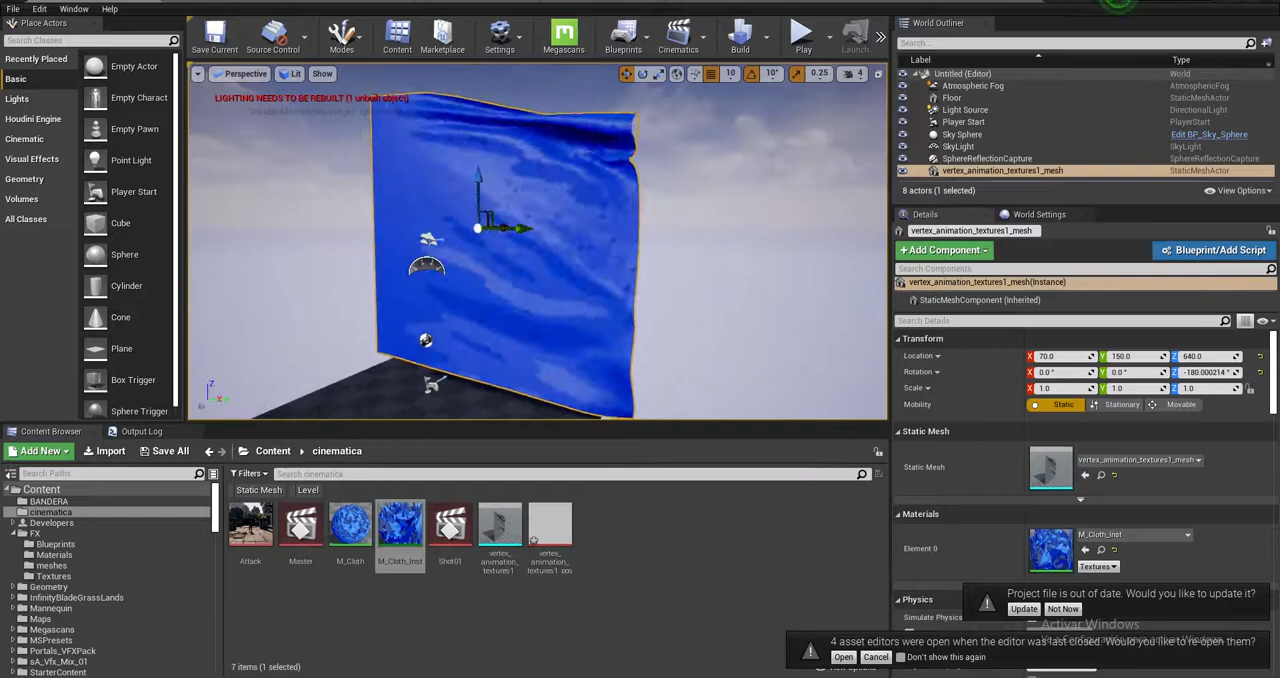 File Edit Window Help
Place Actors
Search Classes
Recently Placed
Basic
Lights
Houdini Engine
Cinematic
Visual Effects
Geometry
Volumes
All Classes
Empty Actor
Empty Charact
Empty Pawn
Point Light
Player Start
Cube
Sphere
Cylinder
Cone
Plane
Box Trigger
Sphere Trigger
Save Current Source Control Modes Content Marketplace Settings Megascans Blueprints Cinematics Build Play Launch
Perspective Lit Show 10 10° 0.25 4
LIGHTING NEEDS TO BE REBUILT (1 unbuilt object)
Z
X Y
World Outliner
Search...
Label Type
Untitled (Editor) World
Atmospheric Fog AtmosphericFog
Floor StaticMeshActor
Light Source DirectionalLight
Player Start PlayerStart
Sky Sphere Edit BP_Sky_Sphere
SkyLight SkyLight
SphereReflectionCapture SphereReflectionCapture
vertex_animation_textures1_mesh StaticMeshActor
8 actors (1 selected) View Options
Details World Settings
vertex_animation_textures1_mesh
+Add Component Blueprint/Add Script
Search Components
vertex_animation_textures1_mesh(Instance)
StaticMeshComponent (Inherited)
Search Details
Transform
Location X 70.0 Y 150.0 Z 640.0
Rotation X 0.0° Y 0.0° Z -180.000214°
Scale X 1.0 Y 1.0 Z 1.0
Mobility Static Stationary Movable
Static Mesh
Static Mesh vertex_animation_textures1_mesh
Materials
Element 0 M_Cloth_Inst
Textures
Physics
Simulate Physics
Content Browser Output Log
Add New Import Save All Content cinematica
Search Paths
Filters Search cinematica
Static Mesh Level
Content
BANDERA
cinematica
Developers
FX
Blueprints
Materials
meshes
Textures
Geometry
InfinityBladeGrassLands
Mannequin
Maps
Megascans
MSPresets
Portals_VFXPack
sA_Vfx_Mix_01
StarterContent
Attack
Master
M_Cloth
M_Cloth_Inst
Shot01
vertex_
animation_
textures1_
vertex_
animation_
textures1_pos
7 items (1 selected)
Project file is out of date. Would you like to update it?
Update Not Now
Activar Windows
4 asset editors were open when the editor was last closed. Would you like to re-open them?
Open Cancel Don't show this again